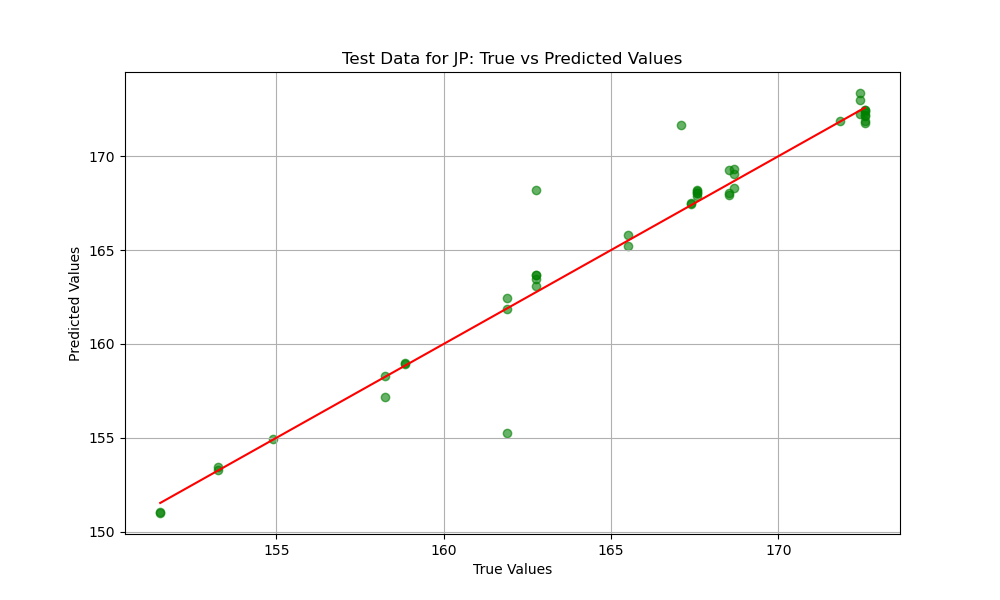 Test Data for JP: True vs Predicted Values
Predicted Values
170
165
160
155
150
155 160 165 170
True Values